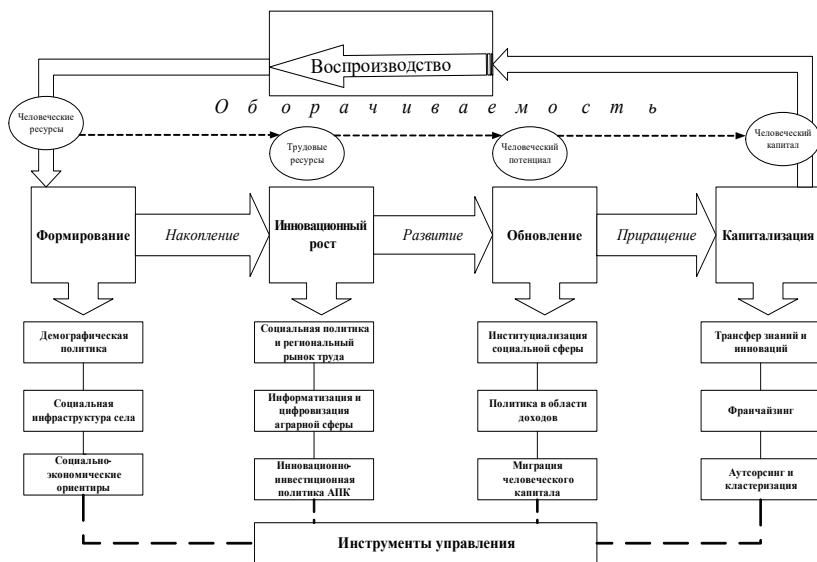 Воспроизводство
Оборачиваемость
Человеческие
ресурсы
Трудовые
ресурсы
Человеческий
потенциал
Человеческий
капитал
Формирование
Накопление
Инновационный
рост
Развитие
Обновление
Приращение
Капитализация
Демографическая
политика
Социальная политика
и региональный
рынок труда
Институциализация
социальной сферы
Трансфер знаний и
инноваций
Социальная
инфраструктура села
Информатизация и
цифровизация
аграрной сферы
Политика в области
доходов
Франчайзинг
Социально-
экономические
ориентиры
Инновационно-
инвестиционная
политика АПК
Миграция
человеческого
капитала
Аутсорсинг и
кластеризация
Инструменты управления